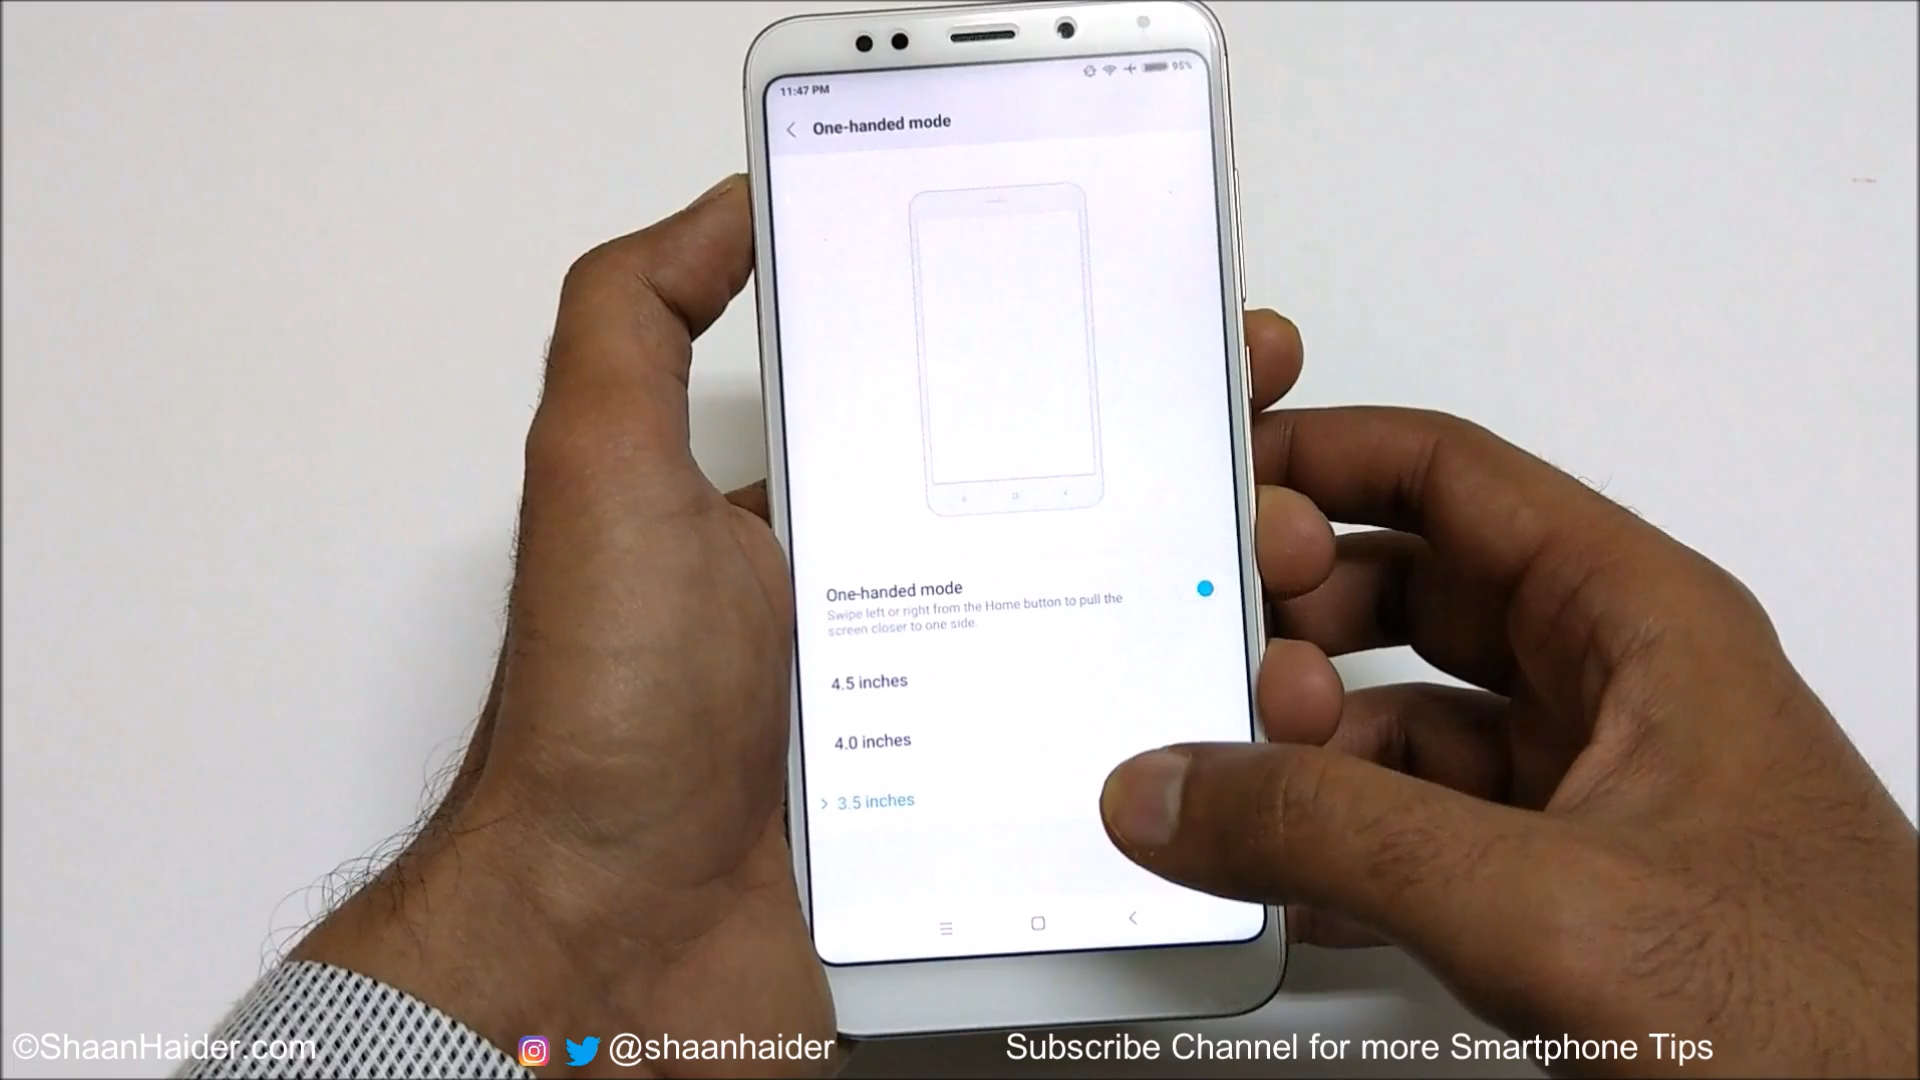 11:47 PM
95%
One-handed mode
One-handed mode
Swipe left or right from the Home button to pull the
screen closer to one side.
4.5 inches
4.0 inches
3.5 inches
©ShaanHaider.com
@shaanhaider
Subscribe Channel for more Smartphone Tips